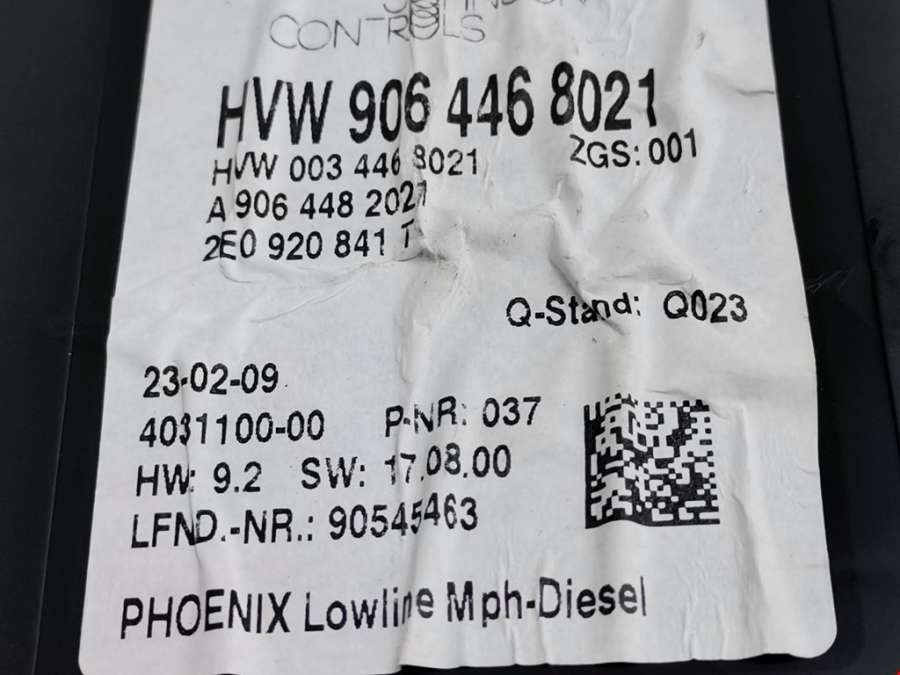 CONTROLS
HVW 906 446 8021
HVW 003 446 8021 ZGS: 001
A 906 448 2021
2E0 920 841 T
Q-Stand: Q023
23-02-09
4031100-00 P-NR: 037
HW: 9.2 SW: 17.08.00
LFND.-NR.: 90545463
PHOENIX Lowline Mph-Diesel